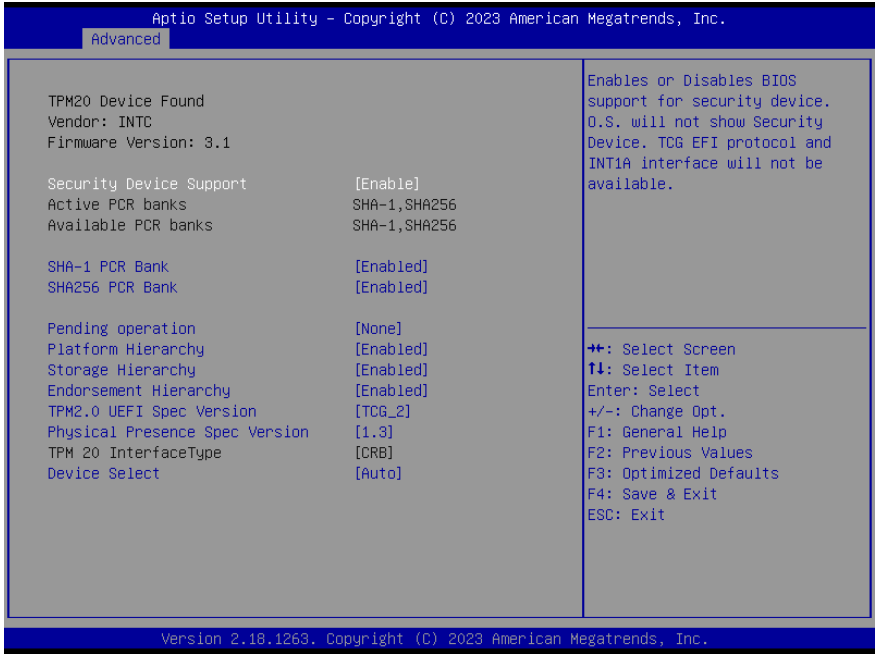 Aptio Setup Utility – Copyright (C) 2023 American Megatrends, Inc.
Advanced
TPM20 Device Found
Vendor: INTC
Firmware Version: 3.1
Security Device Support [Enable]
Active PCR banks SHA-1,SHA256
Available PCR banks SHA-1,SHA256
SHA-1 PCR Bank [Enabled]
SHA256 PCR Bank [Enabled]
Pending operation [None]
Platform Hierarchy [Enabled]
Storage Hierarchy [Enabled]
Endorsement Hierarchy [Enabled]
TPM2.0 UEFI Spec Version [TCG_2]
Physical Presence Spec Version [1.3]
TPM 20 InterfaceType [CRB]
Device Select [Auto]
Enables or Disables BIOS
support for security device.
O.S. will not show Security
Device. TCG EFI protocol and
INT1A interface will not be
available.
→←: Select Screen
↑↓: Select Item
Enter: Select
+/-: Change Opt.
F1: General Help
F2: Previous Values
F3: Optimized Defaults
F4: Save & Exit
ESC: Exit
Version 2.18.1263. Copyright (C) 2023 American Megatrends, Inc.